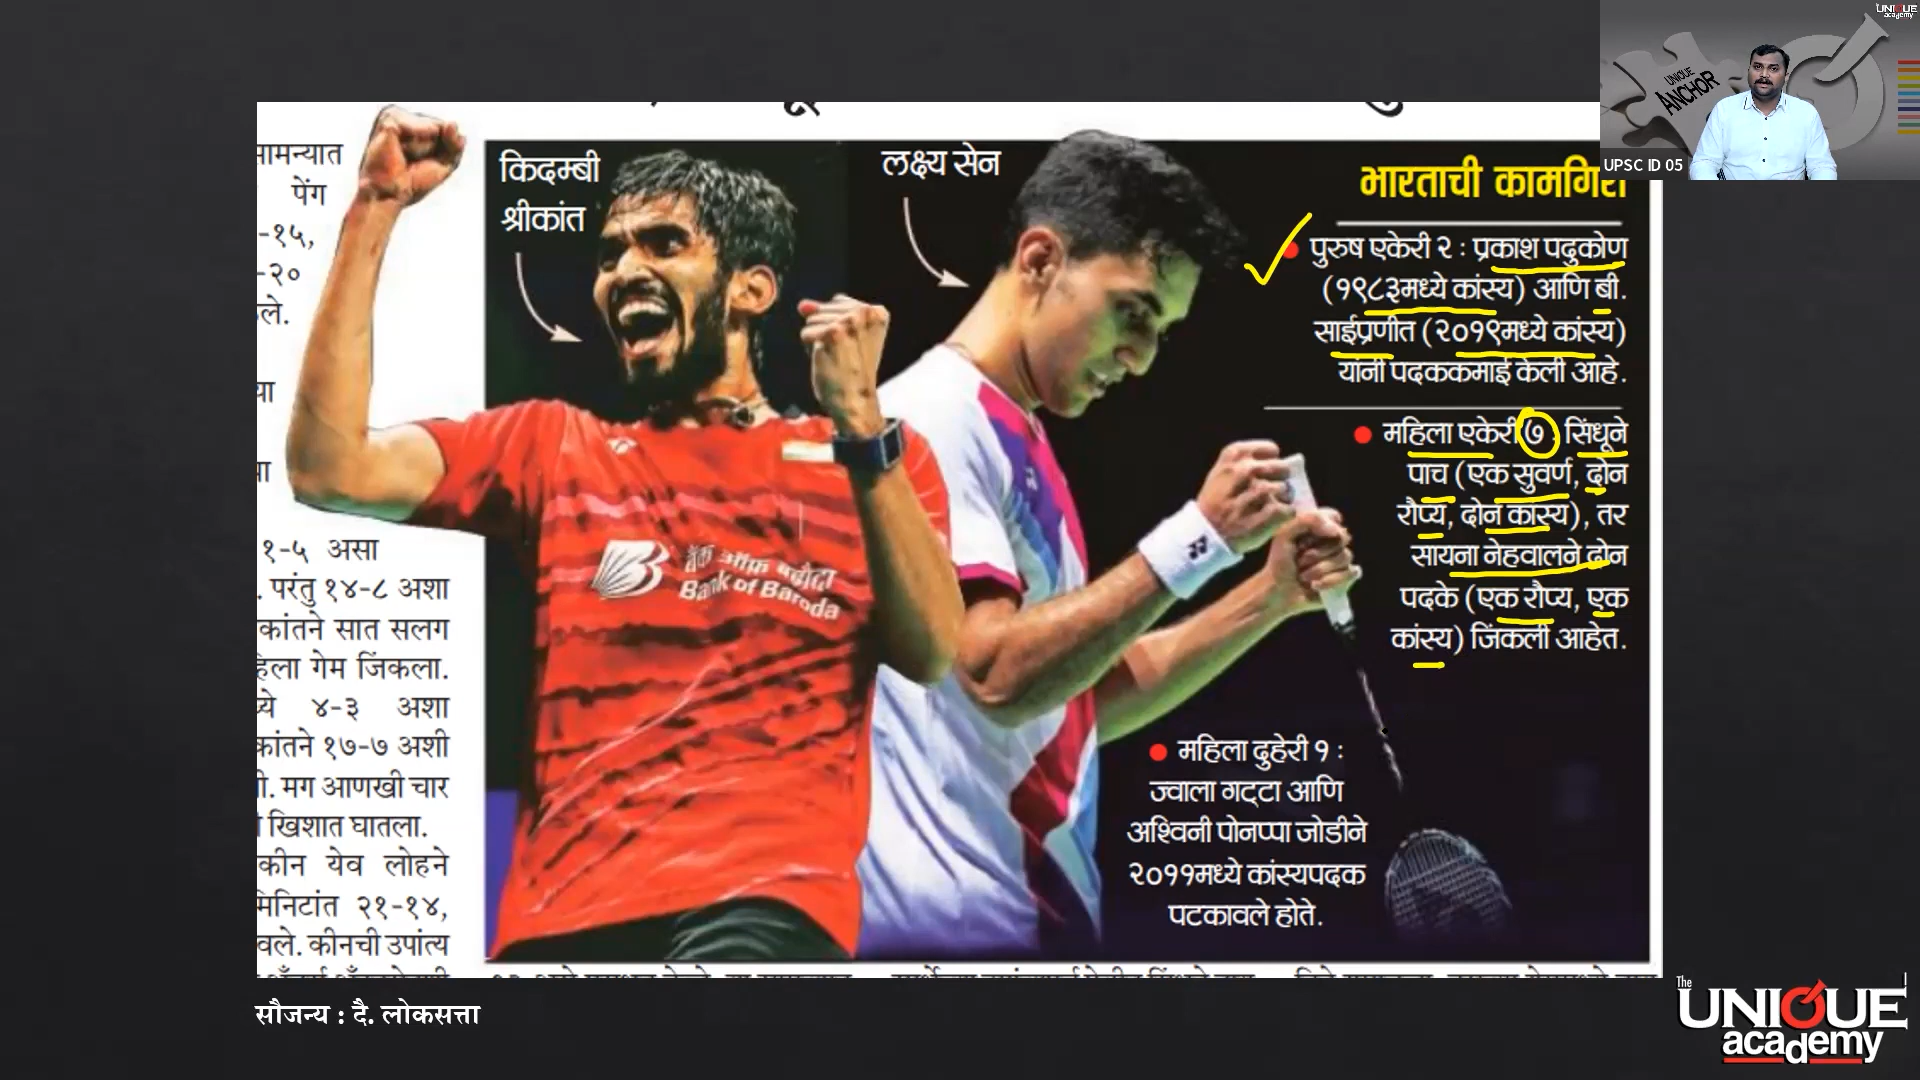 UNIQUE
academy
UNIQUE
ANCHOR
UPSC ID 05
पेंग
-१५,
-२०
१-५ असा
. परंतु १४-८ अशा
सात सलग
गेम जिंकला.
४-३ अशा
१७-७ अशी
. मग आणखी चार
खिशात घातला.
येव लोहने
२१-१४,
कीनची उपांत्य
किदम्बी
श्रीकांत
लक्ष्य सेन
बँक ऑफ़ बड़ौदा
Bank of Baroda
भारताची कामगिरी
पुरुष एकेरी २ : प्रकाश पदुकोण
(१९८३मध्ये कांस्य) आणि बी.
साईप्रणीत (२०१९मध्ये कांस्य)
यांनी पदककमाई केली आहे.
महिला एकेरी ७ : सिंधूने
पाच (एक सुवर्ण, दोन
रौप्य, दोन कांस्य), तर
सायना नेहवालने दोन
पदके (एक रौप्य, एक
कांस्य) जिंकली आहेत.
महिला दुहेरी १ :
ज्वाला गट्टा आणि
अश्विनी पोनप्पा जोडीने
२०११मध्ये कांस्यपदक
पटकावले होते.
सौजन्य : दै. लोकसत्ता
The
UNIQUE
academy